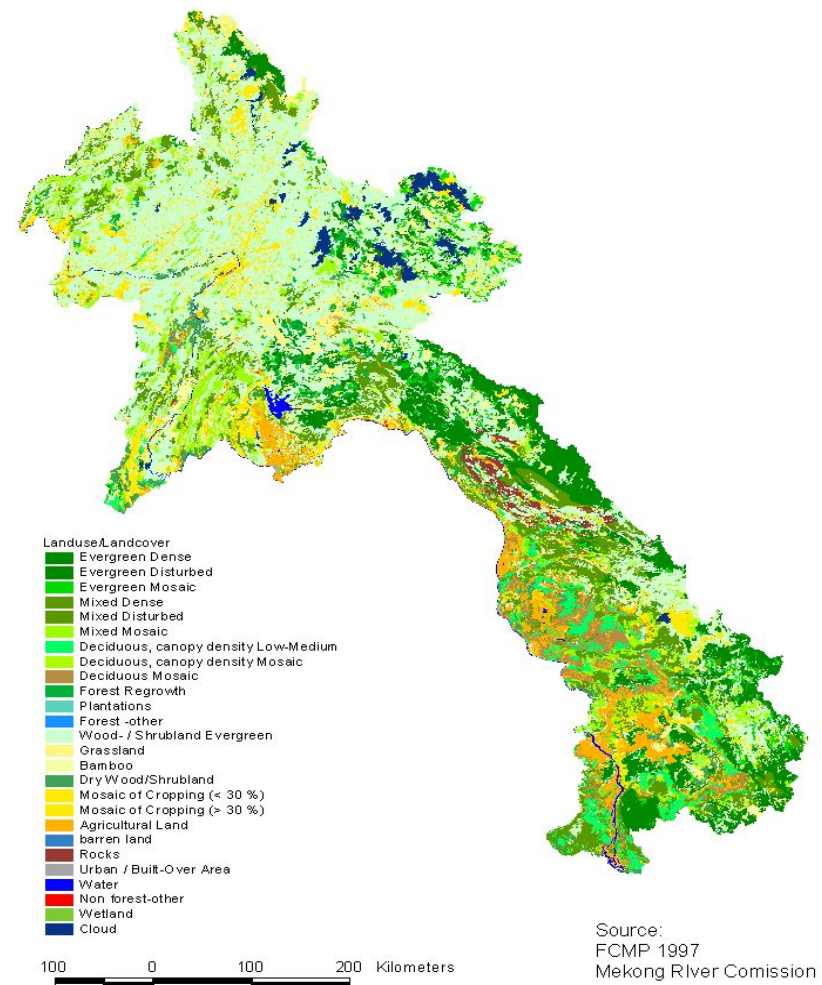 Landuse/Landcover
Evergreen Dense
Evergreen Disturbed
Evergreen Mosaic
Mixed Dense
Mixed Disturbed
Mixed Mosaic
Deciduous, canopy density Low-Medium
Deciduous, canopy density Mosaic
Deciduous Mosaic
Forest Regrowth
Plantations
Forest -other
Wood- / Shrubland Evergreen
Grassland
Bamboo
Dry Wood/Shrubland
Mosaic of Cropping (< 30 %)
Mosaic of Cropping (> 30 %)
Agricultural Land
barren land
Rocks
Urban / Built-Over Area
Water
Non forest-other
Wetland
Cloud
100 0 100 200 Kilometers
Source:
FCMP 1997
Mekong RIver Comission